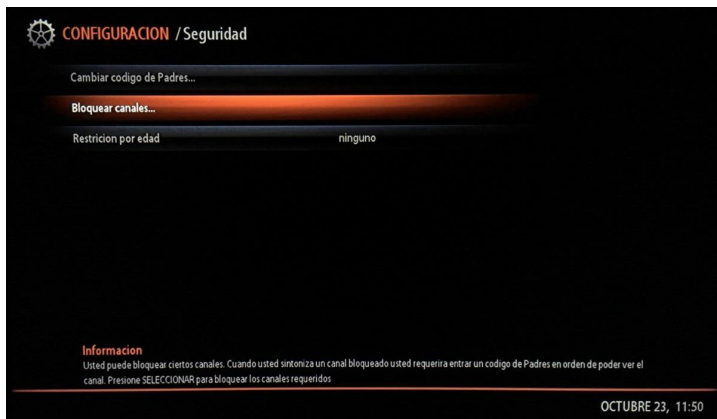 CONFIGURACION / Seguridad
Cambiar codigo de Padres...
Bloquear canales...
Restricion por edad ninguno
Informacion
Usted puede bloquear ciertos canales. Cuando usted sintoniza un canal bloqueado usted requerira entrar un codigo de Padres en orden de poder ver el
canal. Presione SELECCIONAR para bloquear los canales requeridos
OCTUBRE 23, 11:50